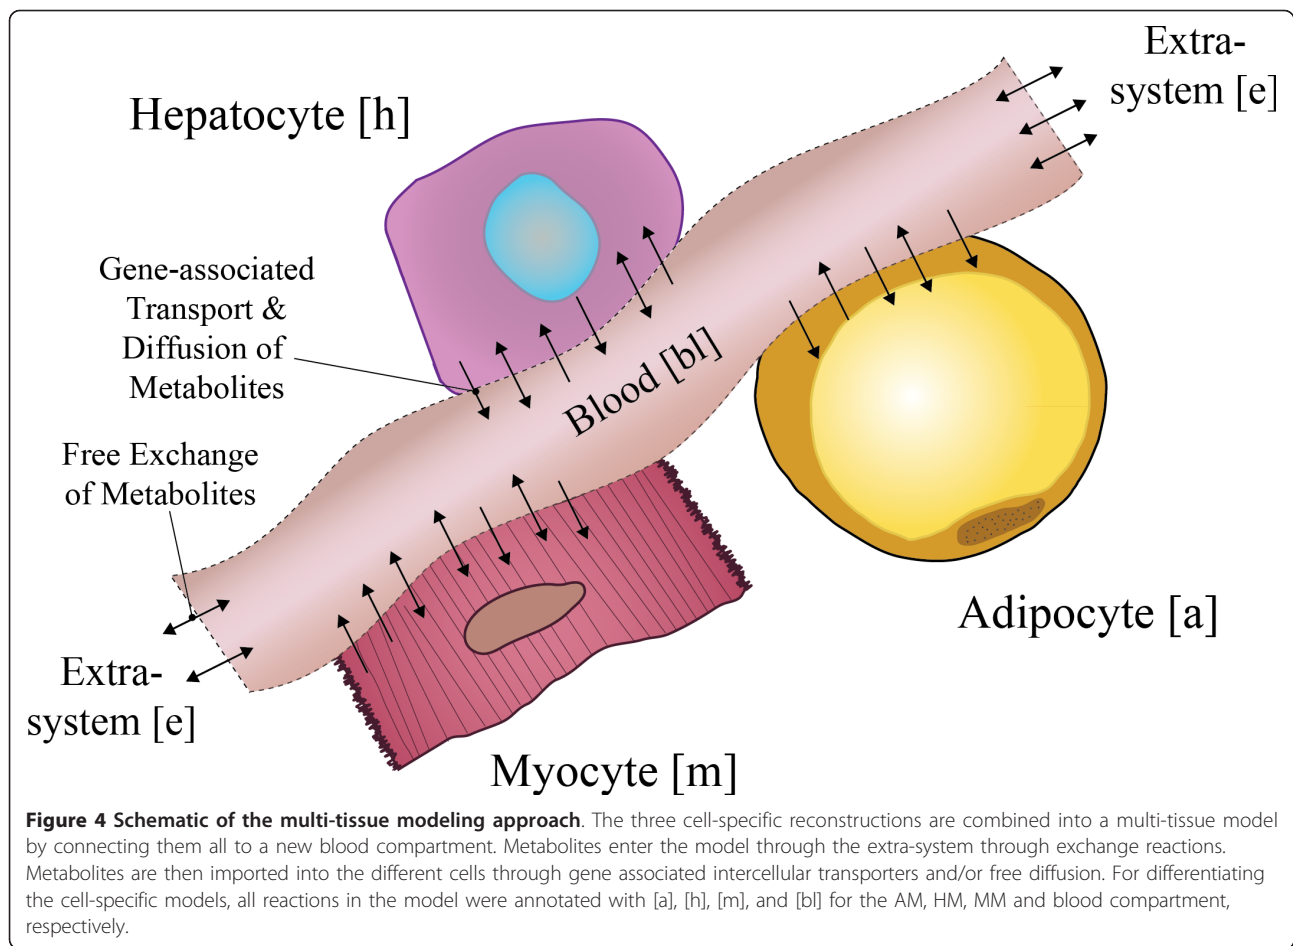 Extra-
system [e]
Hepatocyte [h]
Gene-associated
Transport &
Diffusion of
Metabolites
Blood [bl]
Free Exchange
of Metabolites
Adipocyte [a]
Extra-
system [e]
Myocyte [m]
Figure 4 Schematic of the multi-tissue modeling approach. The three cell-specific reconstructions are combined into a multi-tissue model
by connecting them all to a new blood compartment. Metabolites enter the model through the extra-system through exchange reactions.
Metabolites are then imported into the different cells through gene associated intercellular transporters and/or free diffusion. For differentiating
the cell-specific models, all reactions in the model were annotated with [a], [h], [m], and [bl] for the AM, HM, MM and blood compartment,
respectively.